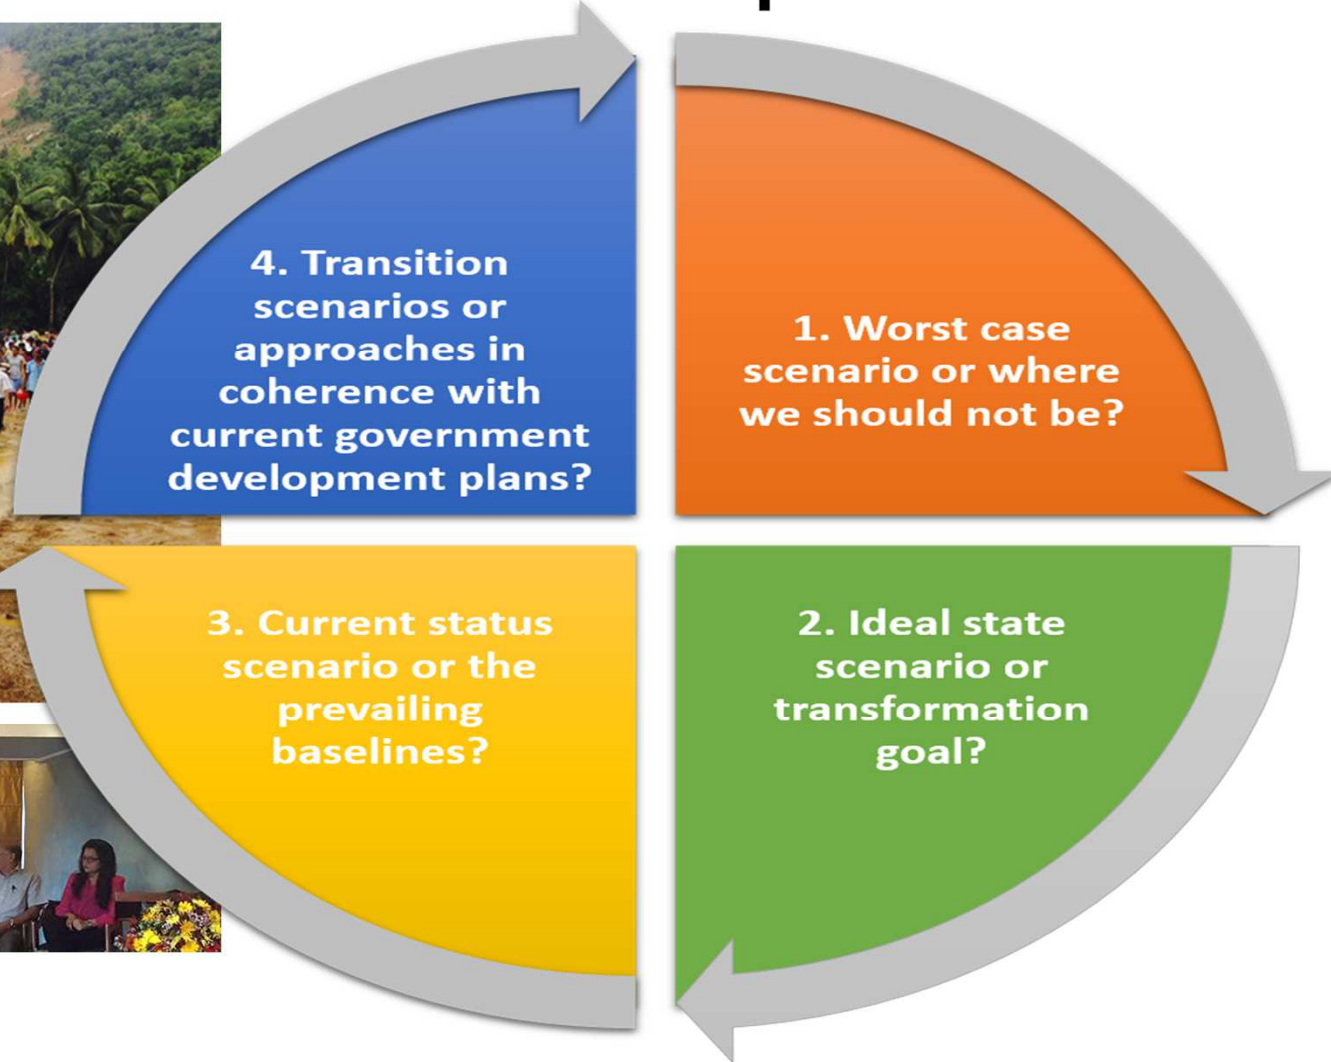 1. Worst case
scenario or where
we should not be?
2. Ideal state
scenario or
transformation
goal?
3. Current status
scenario or the
prevailing
baselines?
4. Transition
scenarios or
approaches in
coherence with
current government
development plans?